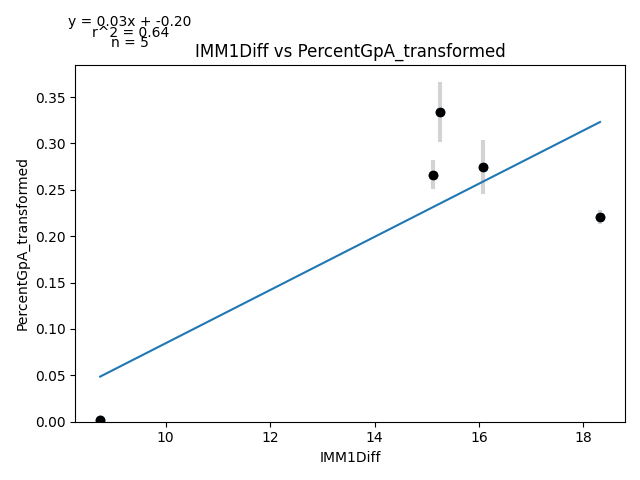 y = 0.03x + -0.20
r^2 = 0.64
n = 5
IMM1Diff vs PercentGpA_transformed
PercentGpA_transformed
0.35
0.30
0.25
0.20
0.15
0.10
0.05
0.00
10 12 14 16 18
IMM1Diff